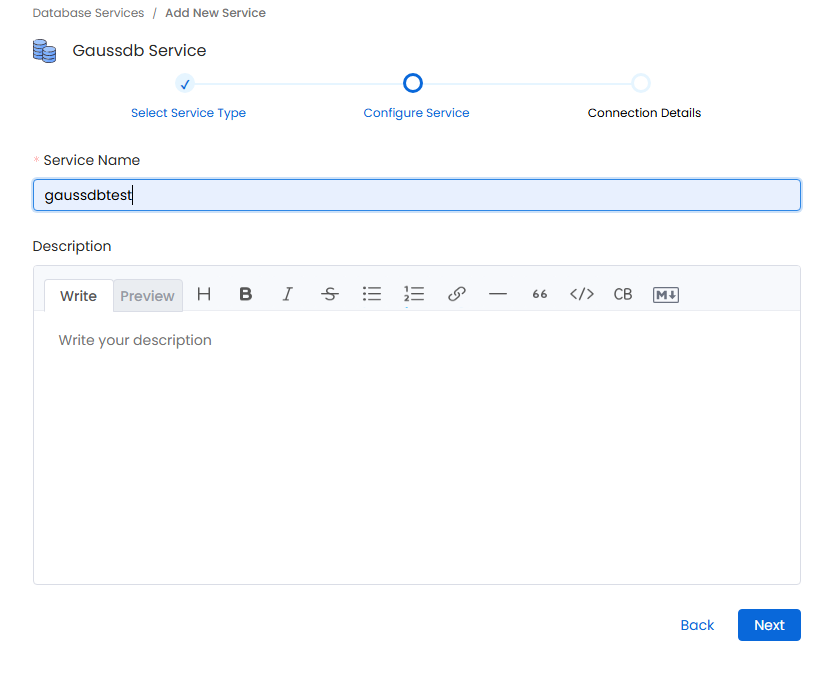 Database Services / Add New Service
Gaussdb Service
Select Service Type Configure Service Connection Details
* Service Name
gaussdbtest
Description
Write Preview H B I S 66 </> CB M↓
Write your description
Back Next